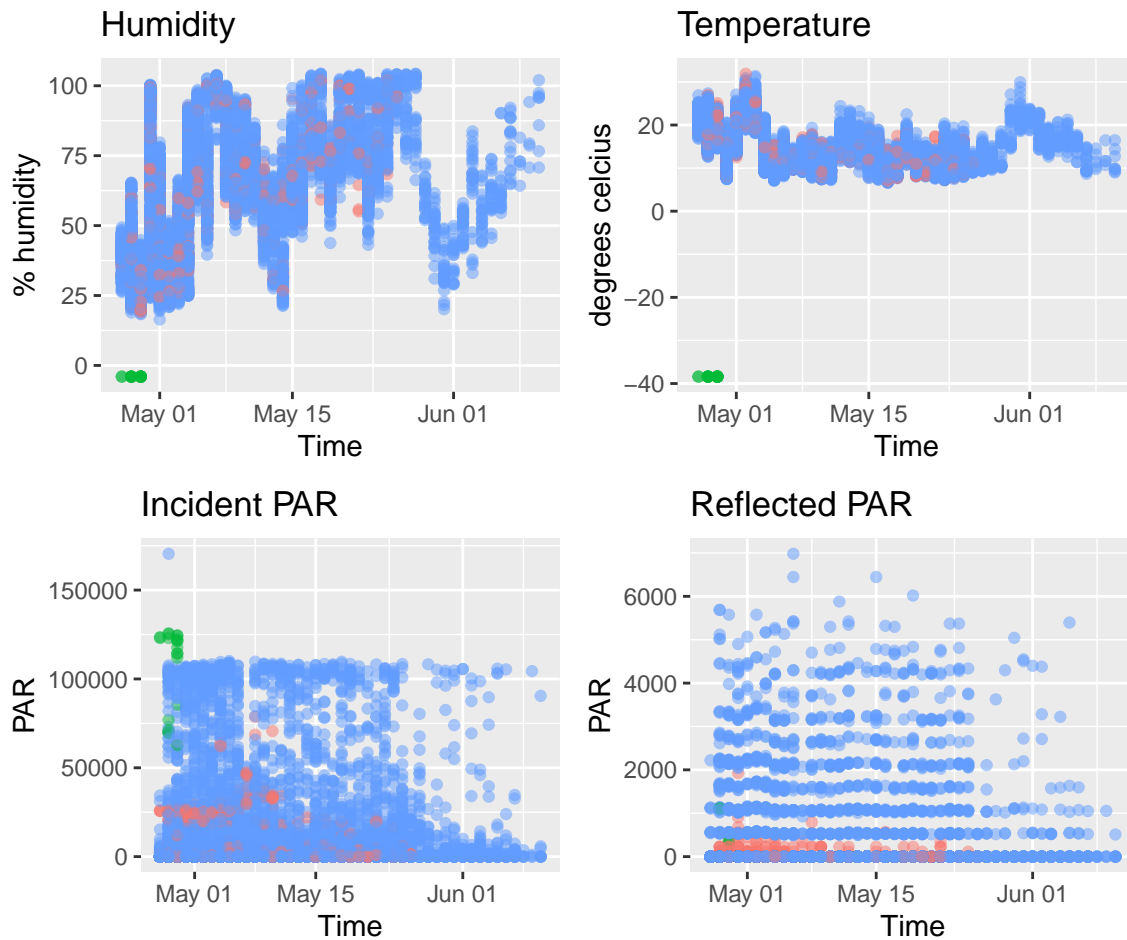 Humidity
% humidity
100
75
50
25
0
May 01
May 15
Jun 01
Time
Temperature
degrees celcius
20
0
−20
−40
May 01
May 15
Jun 01
Time
Incident PAR
PAR
150000
100000
50000
0
May 01
May 15
Jun 01
Time
Reflected PAR
PAR
6000
4000
2000
0
May 01
May 15
Jun 01
Time